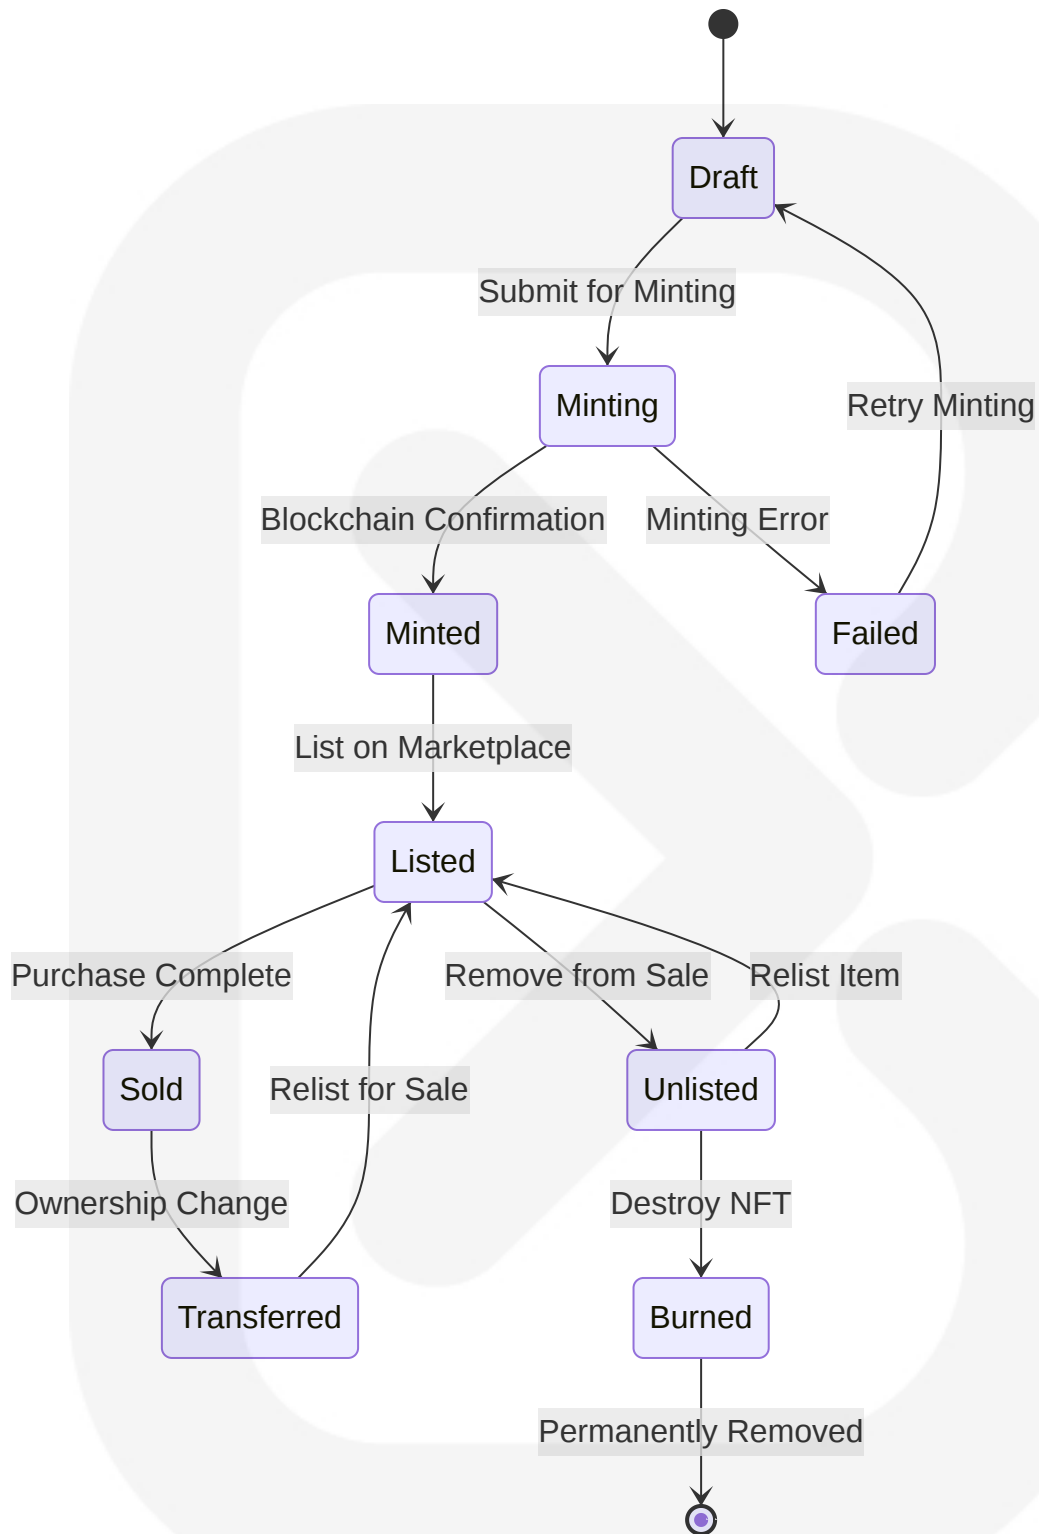 Draft
Submit for Minting
Minting
Retry Minting
Blockchain Confirmation
Minting Error
Minted
Failed
List on Marketplace
Listed
Purchase Complete
Remove from Sale
Relist Item
Sold
Relist for Sale
Unlisted
Ownership Change
Destroy NFT
Transferred
Burned
Permanently Removed